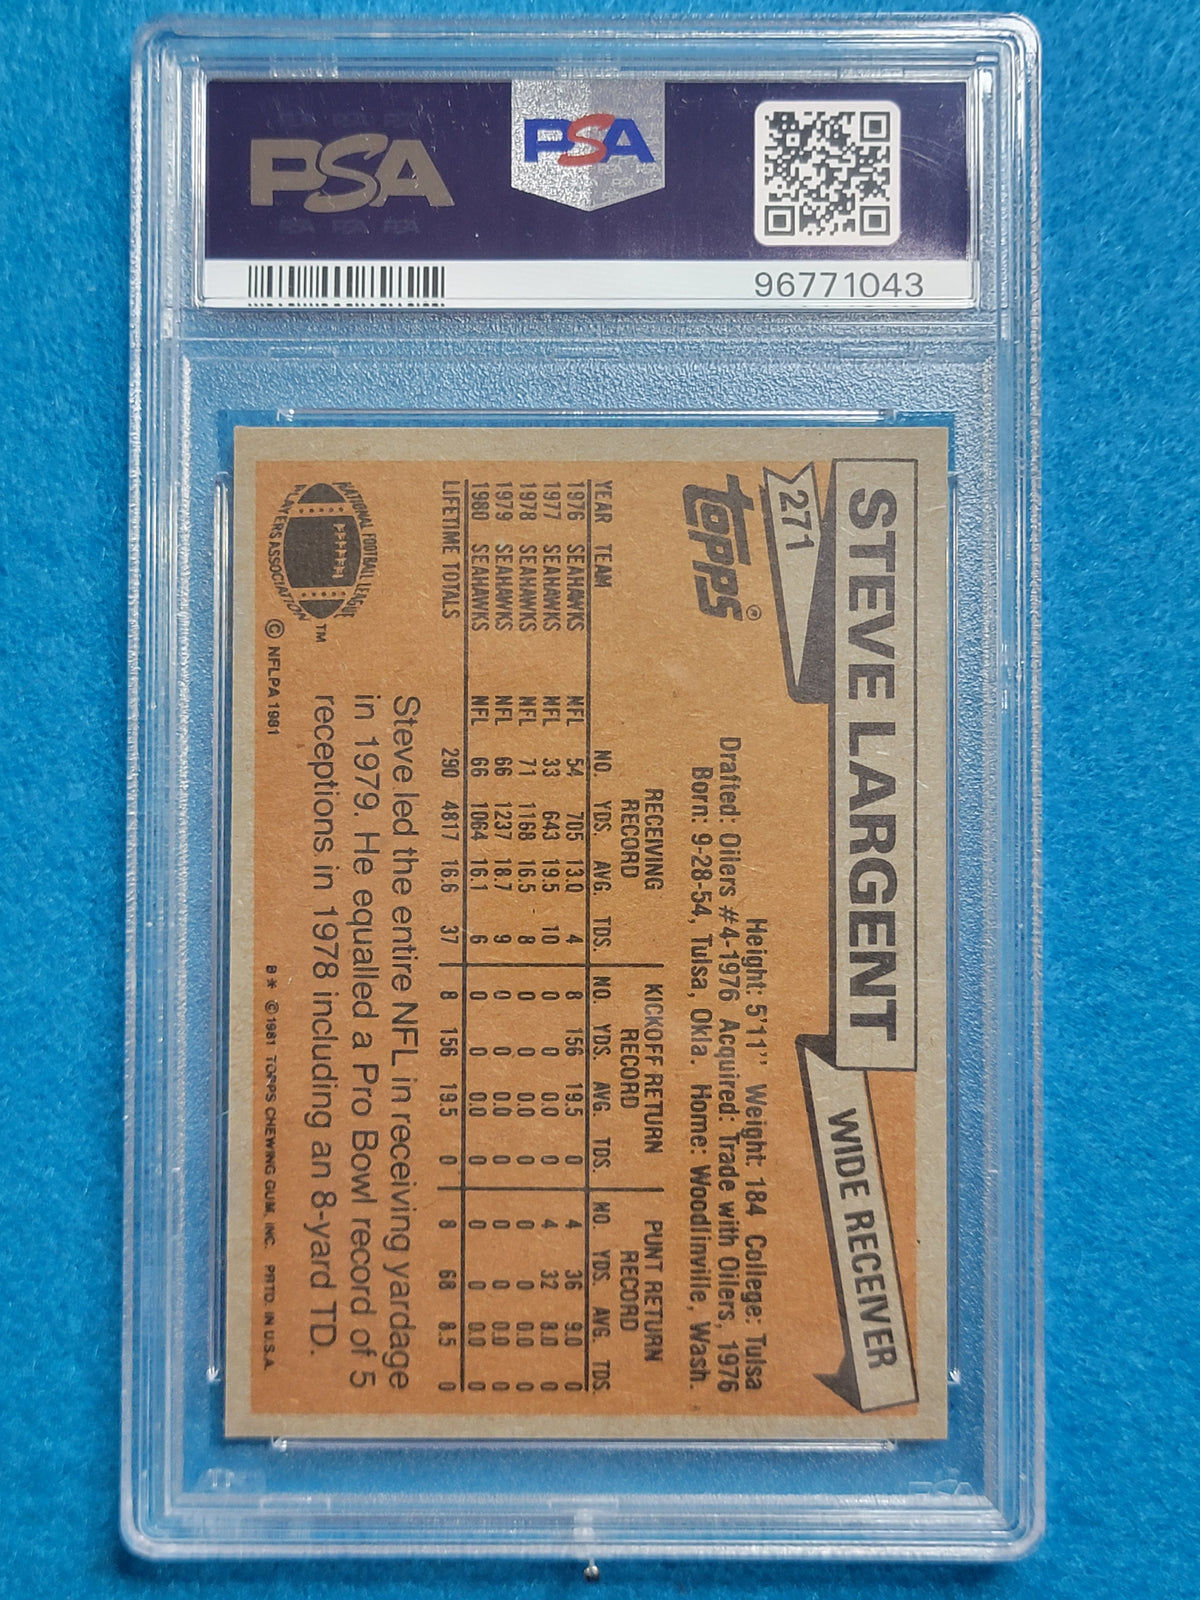 PSA
PSA
96771043
STEVE LARGENT
WIDE RECEIVER
271
topps®
Height: 5'11" Weight: 184 College: Tulsa
Drafted: Oilers #4-1976 Acquired: Trade with Oilers, 1976
Born: 9-28-54, Tulsa, Okla. Home: Woodlinville, Wash.
RECEIVING RECORD KICKOFF RETURN RECORD PUNT RETURN RECORD
YEAR TEAM NO. YDS. AVG. TDS. NO. YDS. AVG. TDS. NO. YDS. AVG. TDS.
1976 SEAHAWKS NFL 54 705 13.0 4 8 156 19.5 0 4 36 9.0 0
1977 SEAHAWKS NFL 33 643 19.5 10 0 0 0.0 0 4 32 8.0 0
1978 SEAHAWKS NFL 71 1168 16.5 8 0 0 0.0 0 0 0 0.0 0
1979 SEAHAWKS NFL 66 1237 18.7 9 0 0 0.0 0 0 0 0.0 0
1980 SEAHAWKS NFL 66 1064 16.1 6 0 0 0.0 0 0 0 0.0 0
LIFETIME TOTALS 290 4817 16.6 37 8 156 19.5 0 8 68 8.5 0
Steve led the entire NFL in receiving yardage
in 1979. He equalled a Pro Bowl record of 5
receptions in 1978 including an 8-yard TD.
NATIONAL FOOTBALL LEAGUE
PLAYERS ASSOCIATION
TM
© NFLPA 1981
B* ©1981 TOPPS CHEWING GUM, INC. PRTD. IN U.S.A.